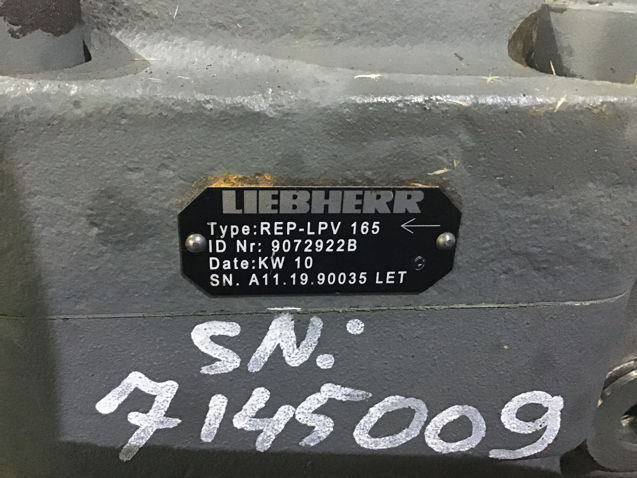 LIEBHERR
Type:REP-LPV 165
ID Nr: 9072922B
Date:KW 10
SN. A11.19.90035 LET
SN:
7145009